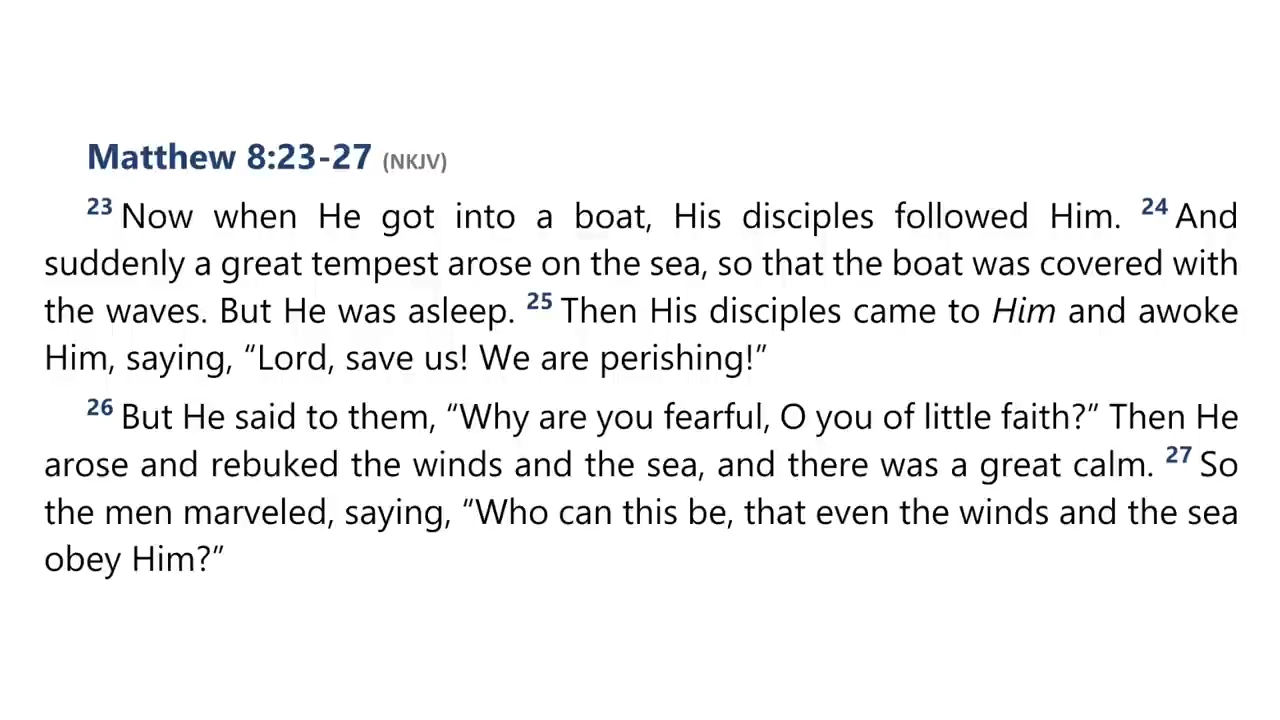 Matthew 8:23-27 (NKJV)
23 Now when He got into a boat, His disciples followed Him. 24 And
suddenly a great tempest arose on the sea, so that the boat was covered with
the waves. But He was asleep. 25 Then His disciples came to Him and awoke
Him, saying, “Lord, save us! We are perishing!”
26 But He said to them, “Why are you fearful, O you of little faith?” Then He
arose and rebuked the winds and the sea, and there was a great calm. 27 So
the men marveled, saying, “Who can this be, that even the winds and the sea
obey Him?”